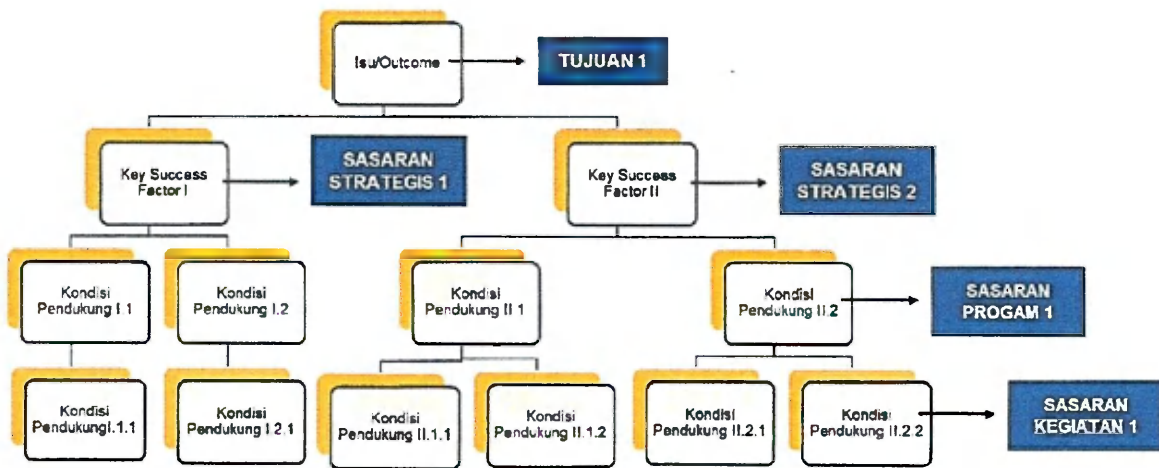 Isu/Outcome
TUJUAN 1
Key Success
Factor I
SASARAN
STRATEGIS 1
Key Success
Factor II
SASARAN
STRATEGIS 2
Kondisi
Pendukung I.1
Kondisi
Pendukung I.2
Kondisi
Pendukung II 1
Kondisi
Pendukung II.2
SASARAN
PROGAM 1
Kondisi
PendukungI.1.1
Kondisi
Pendukung I.2.1
Kondisi
Pendukung II.1.1
Kondisi
Pendukung II.1.2
Kondisi
Pendukung II.2.1
Kondisi
Pendukung II.2.2
SASARAN
KEGIATAN 1